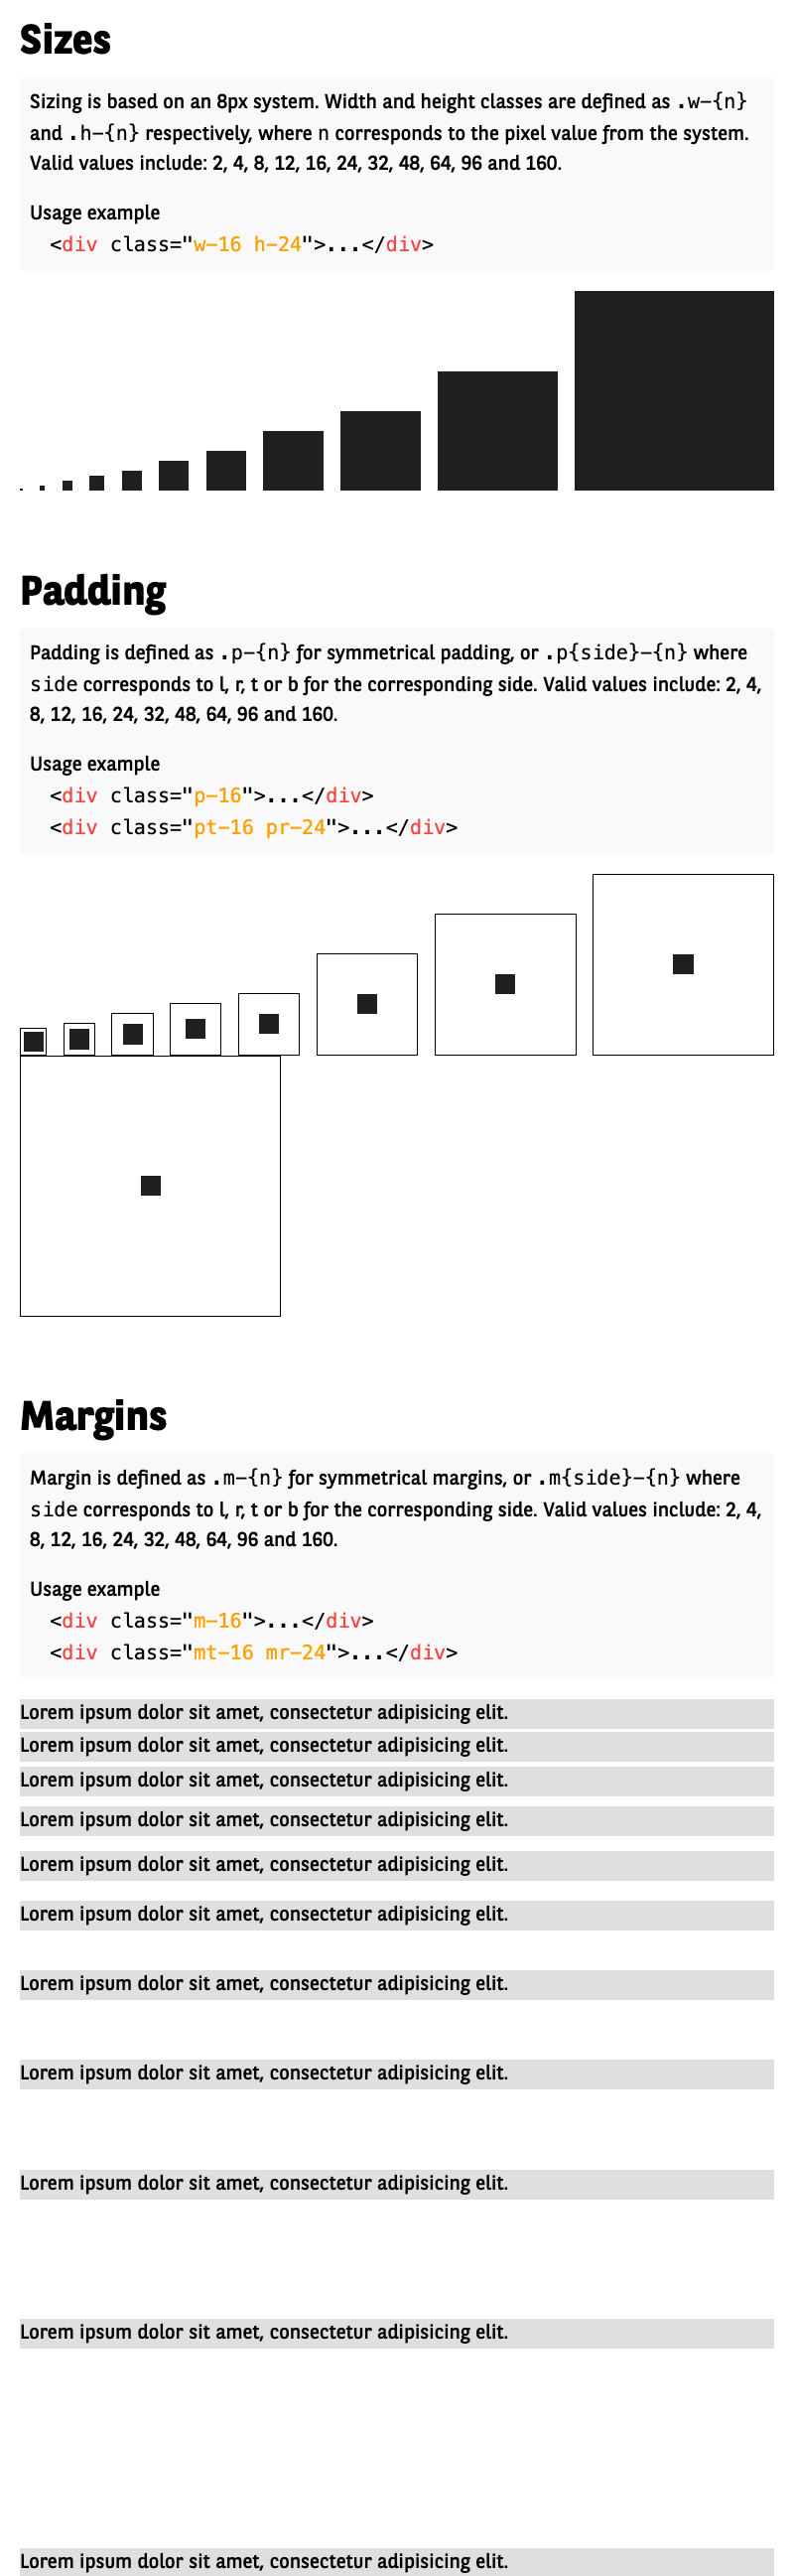 Sizes
Sizing is based on an 8px system. Width and height classes are defined as .w-{n}
and .h-{n} respectively, where n corresponds to the pixel value from the system.
Valid values include: 2, 4, 8, 12, 16, 24, 32, 48, 64, 96 and 160.
Usage example
<div class="w-16 h-24">...</div>
Padding
Padding is defined as .p-{n} for symmetrical padding, or .p{side}-{n} where
side corresponds to l, r, t or b for the corresponding side. Valid values include: 2, 4,
8, 12, 16, 24, 32, 48, 64, 96 and 160.
Usage example
<div class="p-16">...</div>
<div class="pt-16 pr-24">...</div>
Margins
Margin is defined as .m-{n} for symmetrical margins, or .m{side}-{n} where
side corresponds to l, r, t or b for the corresponding side. Valid values include: 2, 4,
8, 12, 16, 24, 32, 48, 64, 96 and 160.
Usage example
<div class="m-16">...</div>
<div class="mt-16 mr-24">...</div>
Lorem ipsum dolor sit amet, consectetur adipisicing elit.
Lorem ipsum dolor sit amet, consectetur adipisicing elit.
Lorem ipsum dolor sit amet, consectetur adipisicing elit.
Lorem ipsum dolor sit amet, consectetur adipisicing elit.
Lorem ipsum dolor sit amet, consectetur adipisicing elit.
Lorem ipsum dolor sit amet, consectetur adipisicing elit.
Lorem ipsum dolor sit amet, consectetur adipisicing elit.
Lorem ipsum dolor sit amet, consectetur adipisicing elit.
Lorem ipsum dolor sit amet, consectetur adipisicing elit.
Lorem ipsum dolor sit amet, consectetur adipisicing elit.
Lorem ipsum dolor sit amet, consectetur adipisicing elit.